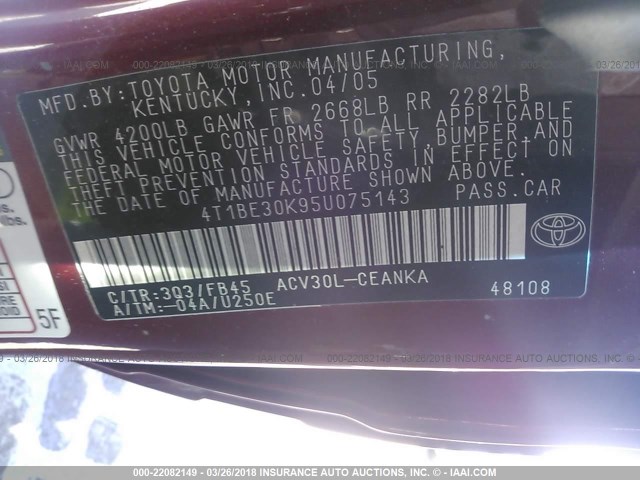 MFD.BY:TOYOTA MOTOR MANUFACTURING,
KENTUCKY, INC. 04/05
GVWR 4200LB GAWR FR 2668LB RR 2282LB
THIS VEHICLE CONFORMS TO ALL APPLICABLE
FEDERAL MOTOR VEHICLE SAFETY, BUMPER, AND
THEFT PREVENTION STANDARDS IN EFFECT ON
THE DATE OF MANUFACTURE SHOWN ABOVE.
4T1BE30K95U075143 PASS.CAR
C/TR:3Q3/FB45 ACV30L-CEANKA
A/TM:-04A/U250E 48108
5F
000-22082149 - 03/26/2018 INSURANCE AUTO AUCTIONS. - © - IAAI.COM